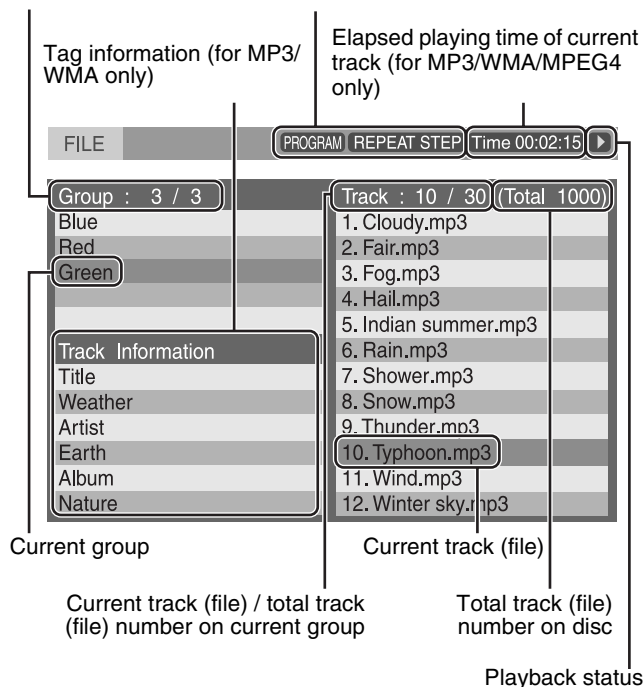 Tag information (for MP3/
WMA only)
Elapsed playing time of current
track (for MP3/WMA/MPEG4
only)
FILE
PROGRAM REPEAT STEP Time 00:02:15
Group : 3 / 3
Blue
Red
Green
Track Information
Title
Weather
Artist
Earth
Album
Nature
Track : 10 / 30 (Total 1000)
1. Cloudy.mp3
2. Fair.mp3
3. Fog.mp3
4. Hail.mp3
5. Indian summer.mp3
6. Rain.mp3
7. Shower.mp3
8. Snow.mp3
9. Thunder.mp3
10. Typhoon.mp3
11. Wind.mp3
12. Winter sky.mp3
Current group
Current track (file)
Current track (file) / total track
(file) number on current group
Total track (file)
number on disc
Playback status